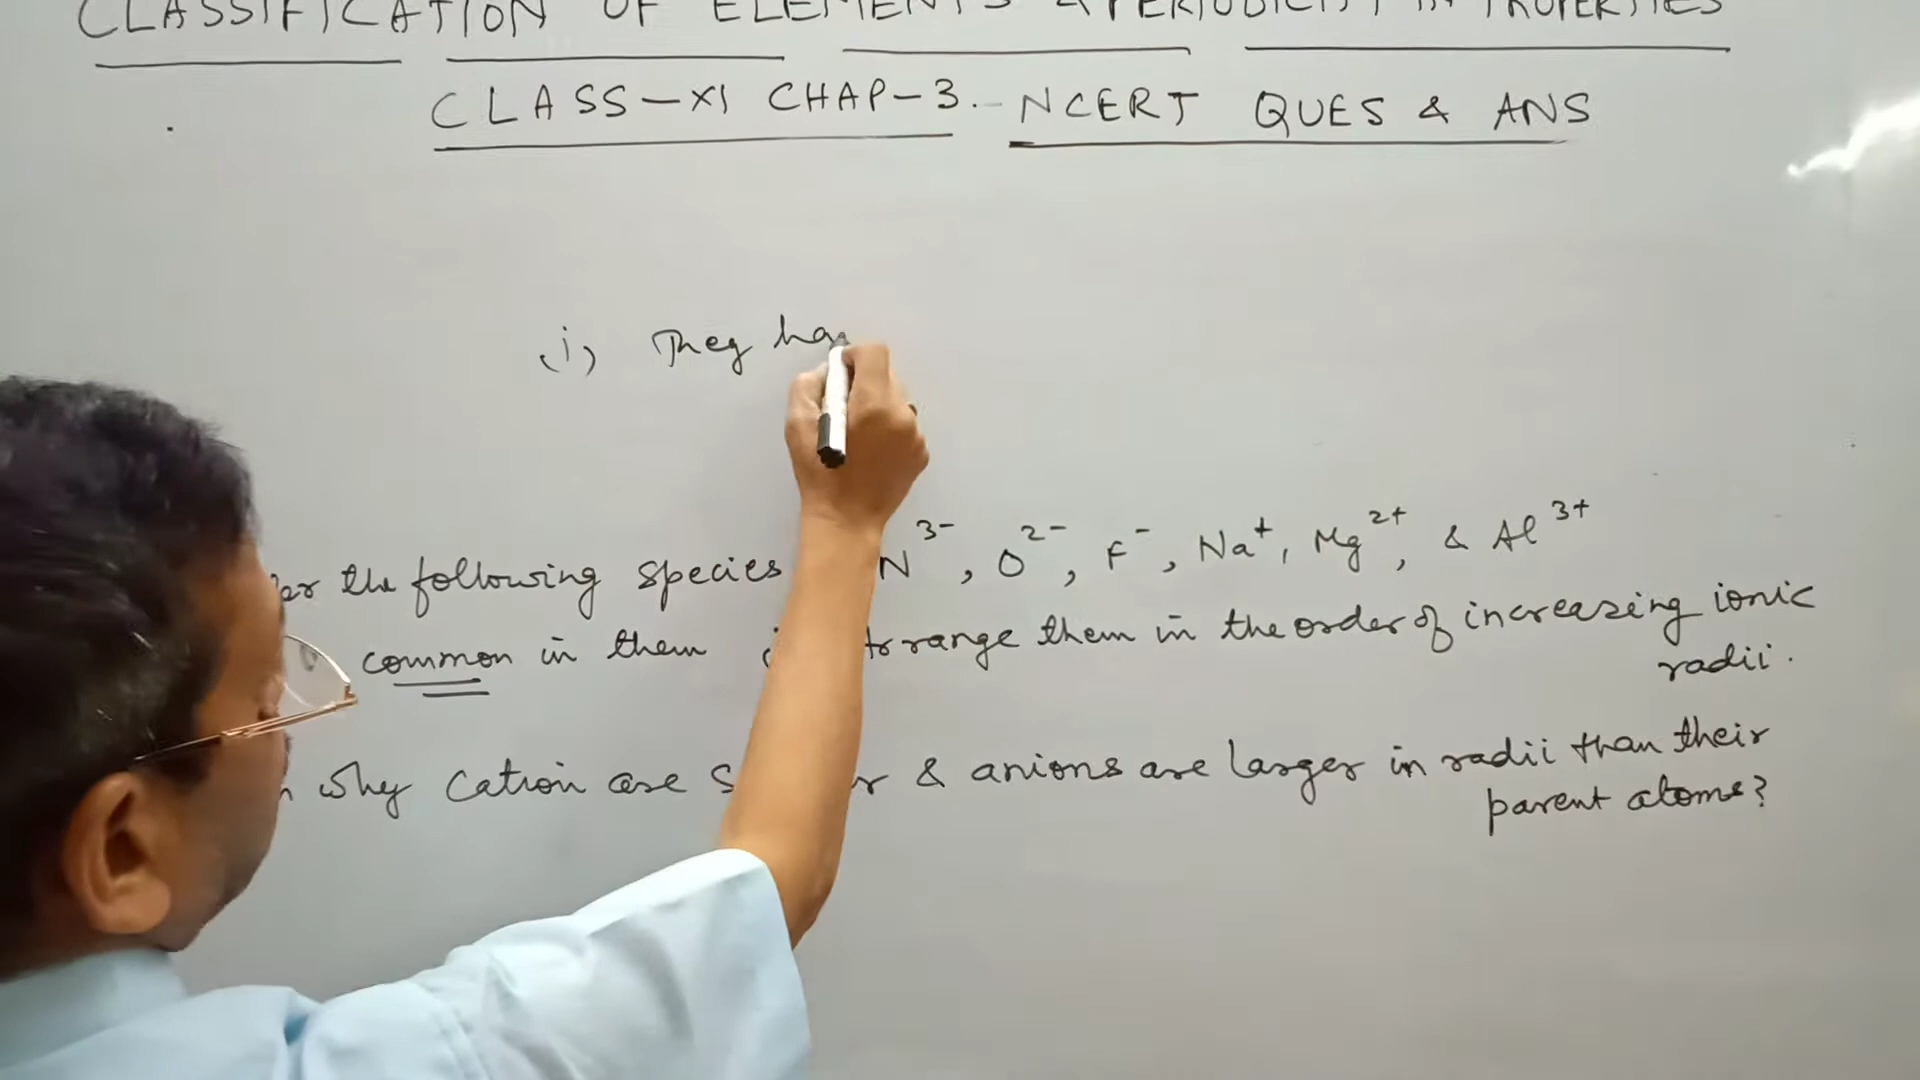 CLASSIFICATION OF ELEMENTS & PERIODICITY IN PROPERTIES
CLASS-XI CHAP-3. NCERT QUES & ANS
(i) They ha
the following species N³⁻, O²⁻, F⁻, Na⁺, Mg²⁺, & Al³⁺
common in them range them in the order of increasing ionic
radii.
why cation are & anions are larger in radii than their
parent atoms?